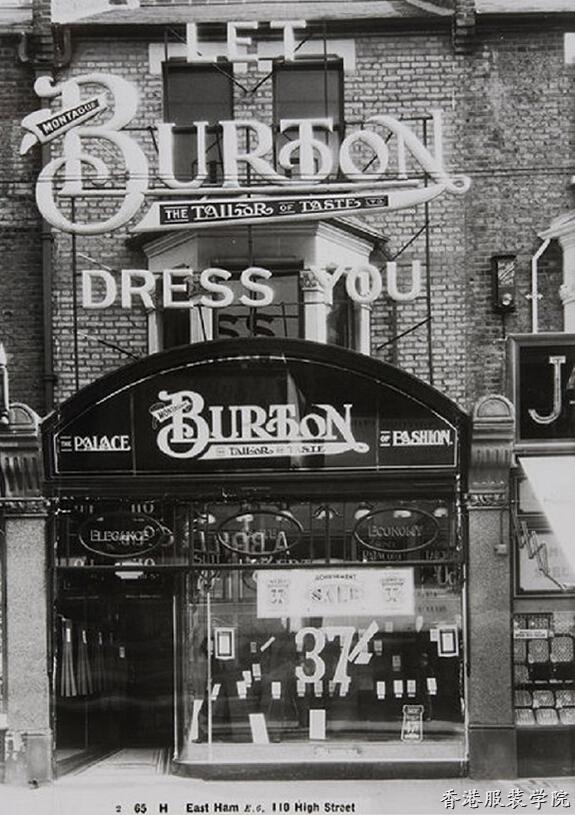 LET
MONTAGUE
BURTON
THE TAILOR OF TASTE LTD
DRESS YOU
MONTAGUE
BURTON
THE TAILOR OF TASTE
THE PALACE
OF FASHION.
ELEGANCE
ECONOMY
SALE
37/-
JA
2 65 H East Ham E.6. 110 High Street
香港服装学院